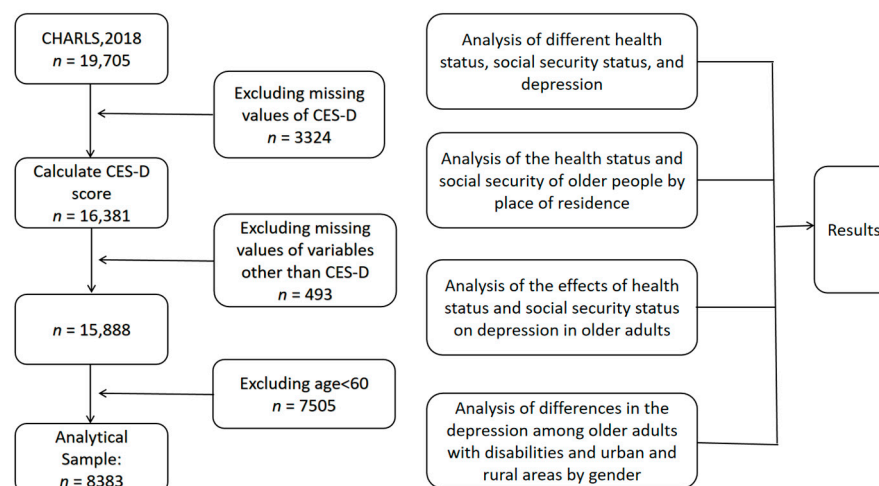 CHARLS,2018
n = 19,705
Excluding missing
values of CES-D
n = 3324
Calculate CES-D
score
n = 16,381
Excluding missing
values of variables
other than CES-D
n = 493
n = 15,888
Excluding age<60
n = 7505
Analytical
Sample:
n = 8383
Analysis of different health
status, social security status, and
depression
Analysis of the health status and
social security of older people by
place of residence
Analysis of the effects of health
status and social security status
on depression in older adults
Analysis of differences in the
depression among older adults
with disabilities and urban and
rural areas by gender
Results